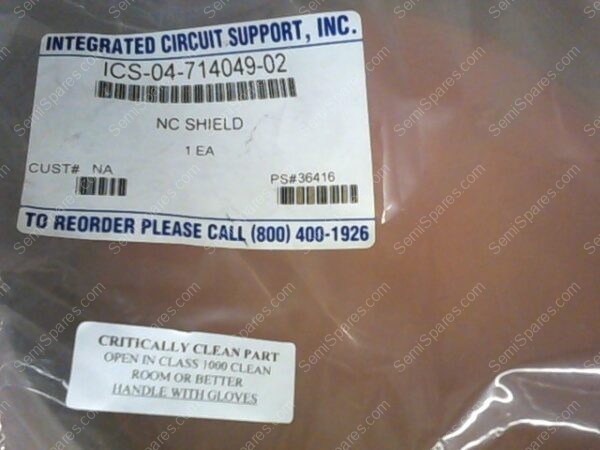 INTEGRATED CIRCUIT SUPPORT, INC.
ICS-04-714049-02
NC SHIELD
1 EA
CUST# NA
PS#36416
TO REORDER PLEASE CALL (800) 400-1926
CRITICALLY CLEAN PART
OPEN IN CLASS 1000 CLEAN
ROOM OR BETTER
HANDLE WITH GLOVES
SemiSpares.com